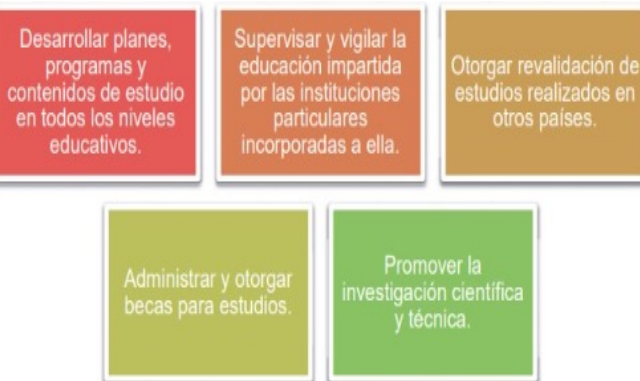 Desarrollar planes,
programas y
contenidos de estudio
en todos los niveles
educativos.
Supervisar y vigilar la
educación impartida
por las instituciones
particulares
incorporadas a ella.
Otorgar revalidación de
estudios realizados en
otros países.
Administrar y otorgar
becas para estudios.
Promover la
investigación científica
y técnica.